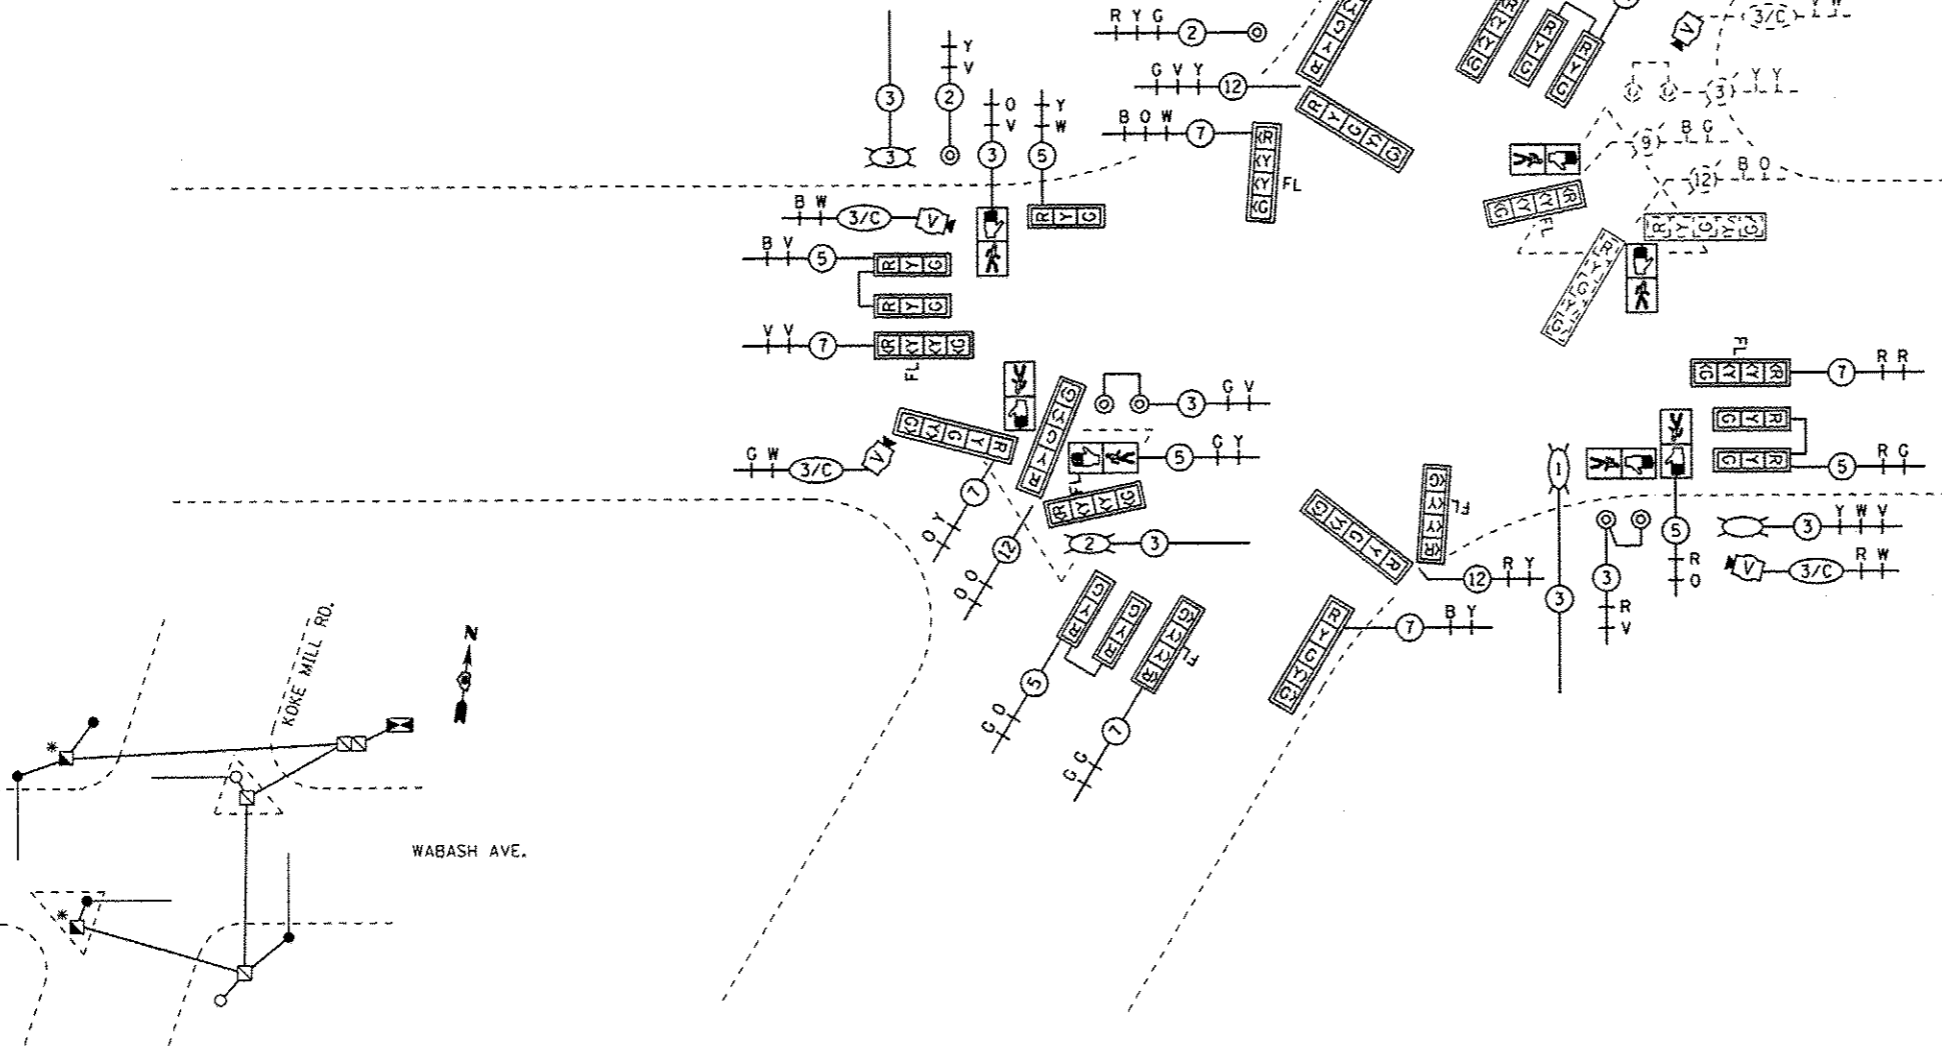 R Y G 2
3/C Y W
G V Y 12
3 Y Y
B O W 7
9 B G
12 B O
3
Y
V
2
O
V
3
Y
W
5
3
B W 3/C V
B V 5
V V 7
R Y G
R Y G
R Y G
<R <Y <Y <G
FL
<R <Y <Y <G
FL
R Y G
R Y G
<R <Y <Y <G
FL
R Y G
R Y G
<R <Y <Y <G
FL
7 R R
5 R G
3 G V
5 G Y
G W 3/C V
7
O Y
12
O O
<R <Y <Y <G
FL
2 3
R Y G
R Y G
5
G O
<R <Y <Y <G
FL
7
G G
<R <Y <Y <G
FL
12 R Y
7 B Y
1
3
3
R
V
5
R
O
3 Y W V
V 3/C R W
KOKE MILL RD.
N
*
WABASH AVE.
*